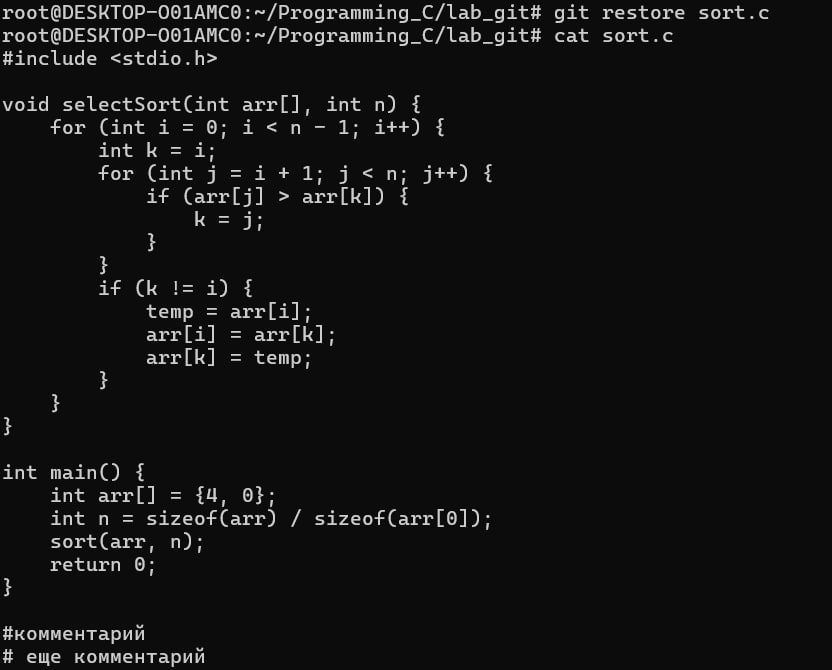 root@DESKTOP-O01AMC0:~/Programming_C/lab_git# git restore sort.c
root@DESKTOP-O01AMC0:~/Programming_C/lab_git# cat sort.c
#include <stdio.h>

void selectSort(int arr[], int n) {
    for (int i = 0; i < n - 1; i++) {
        int k = i;
        for (int j = i + 1; j < n; j++) {
            if (arr[j] > arr[k]) {
                k = j;
            }
        }
        if (k != i) {
            temp = arr[i];
            arr[i] = arr[k];
            arr[k] = temp;
        }
    }
}

int main() {
    int arr[] = {4, 0};
    int n = sizeof(arr) / sizeof(arr[0]);
    sort(arr, n);
    return 0;
}

#комментарий
# еще комментарий